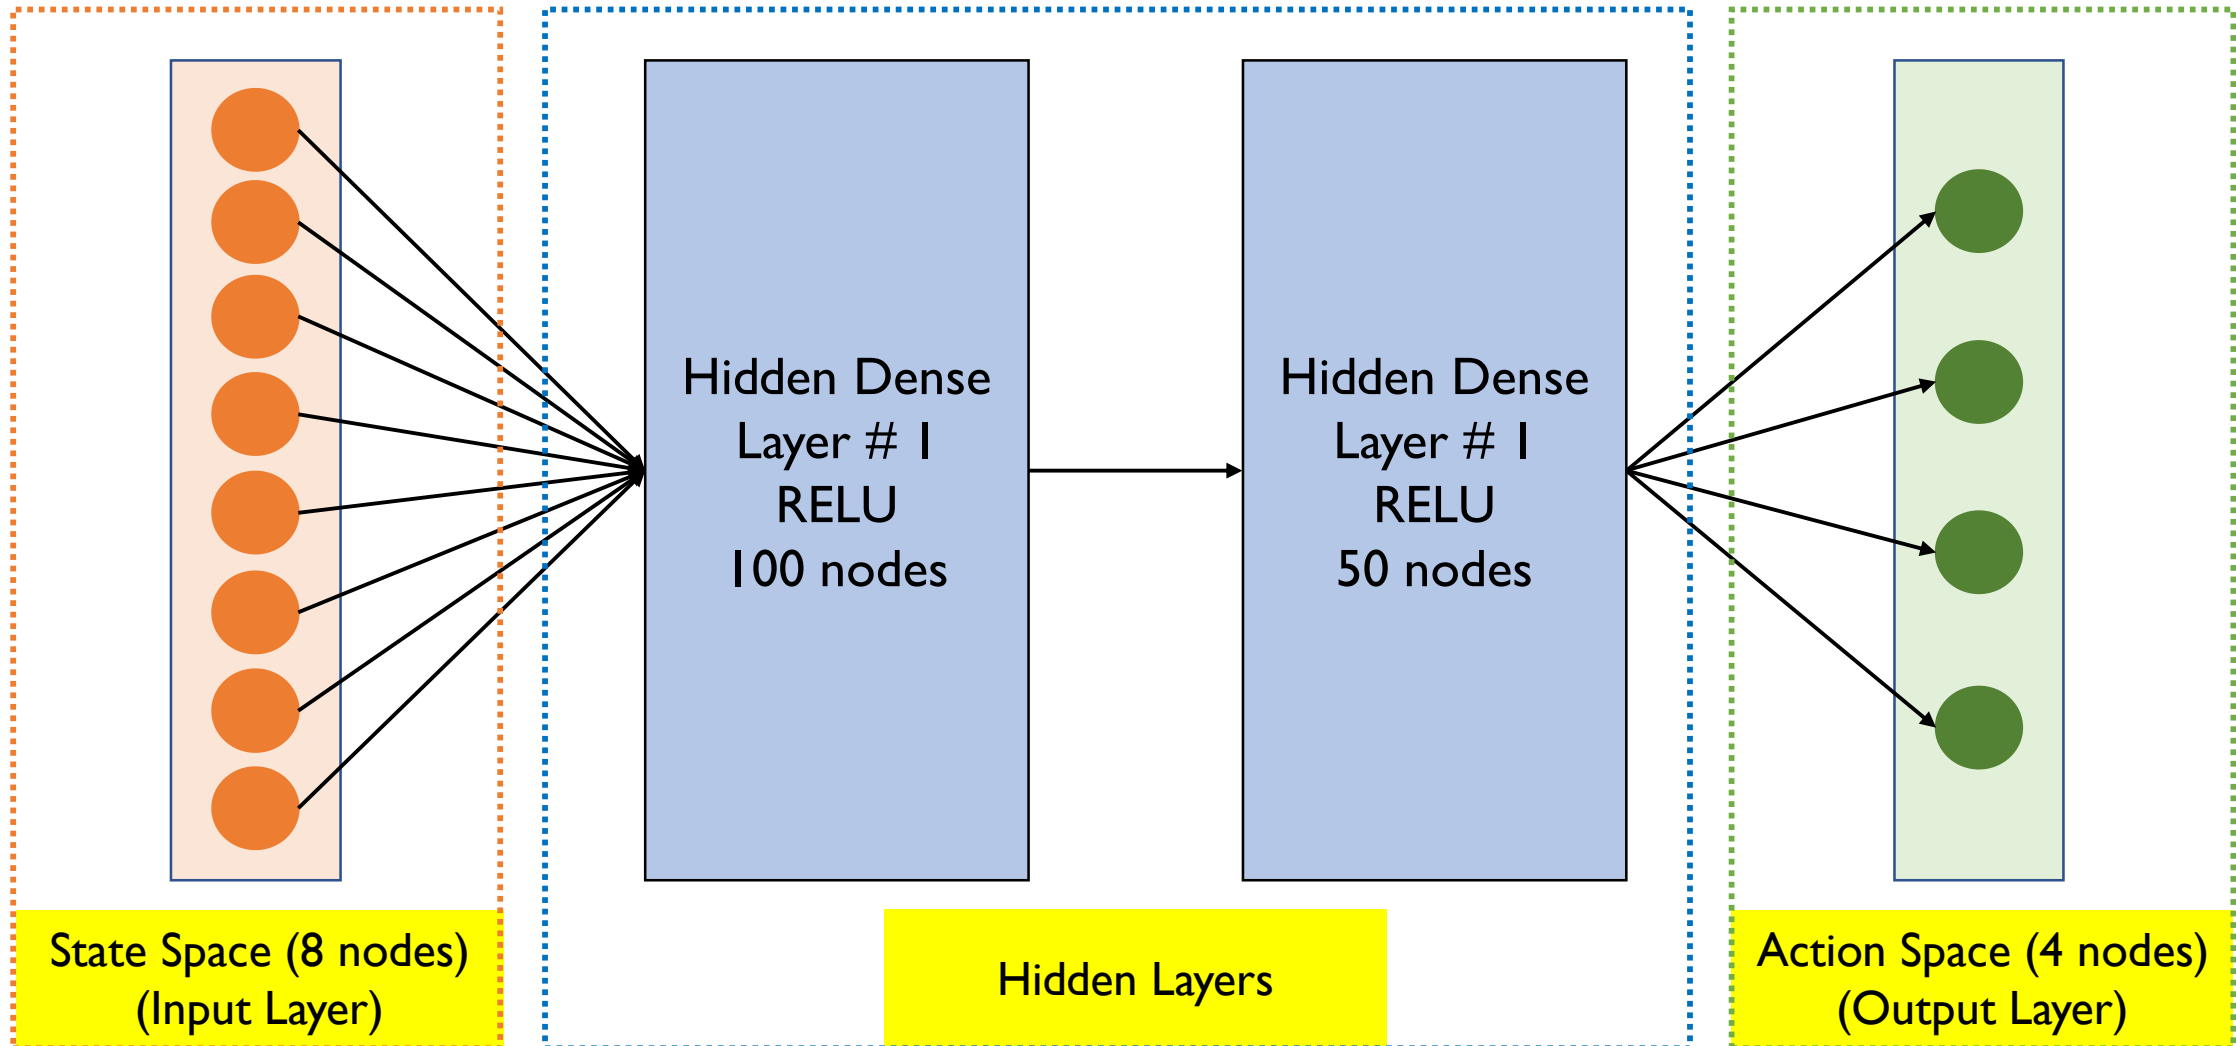 Hidden Dense
Layer # 1
RELU
100 nodes
Hidden Dense
Layer # 1
RELU
50 nodes
State Space (8 nodes)
(Input Layer)
Hidden Layers
Action Space (4 nodes)
(Output Layer)